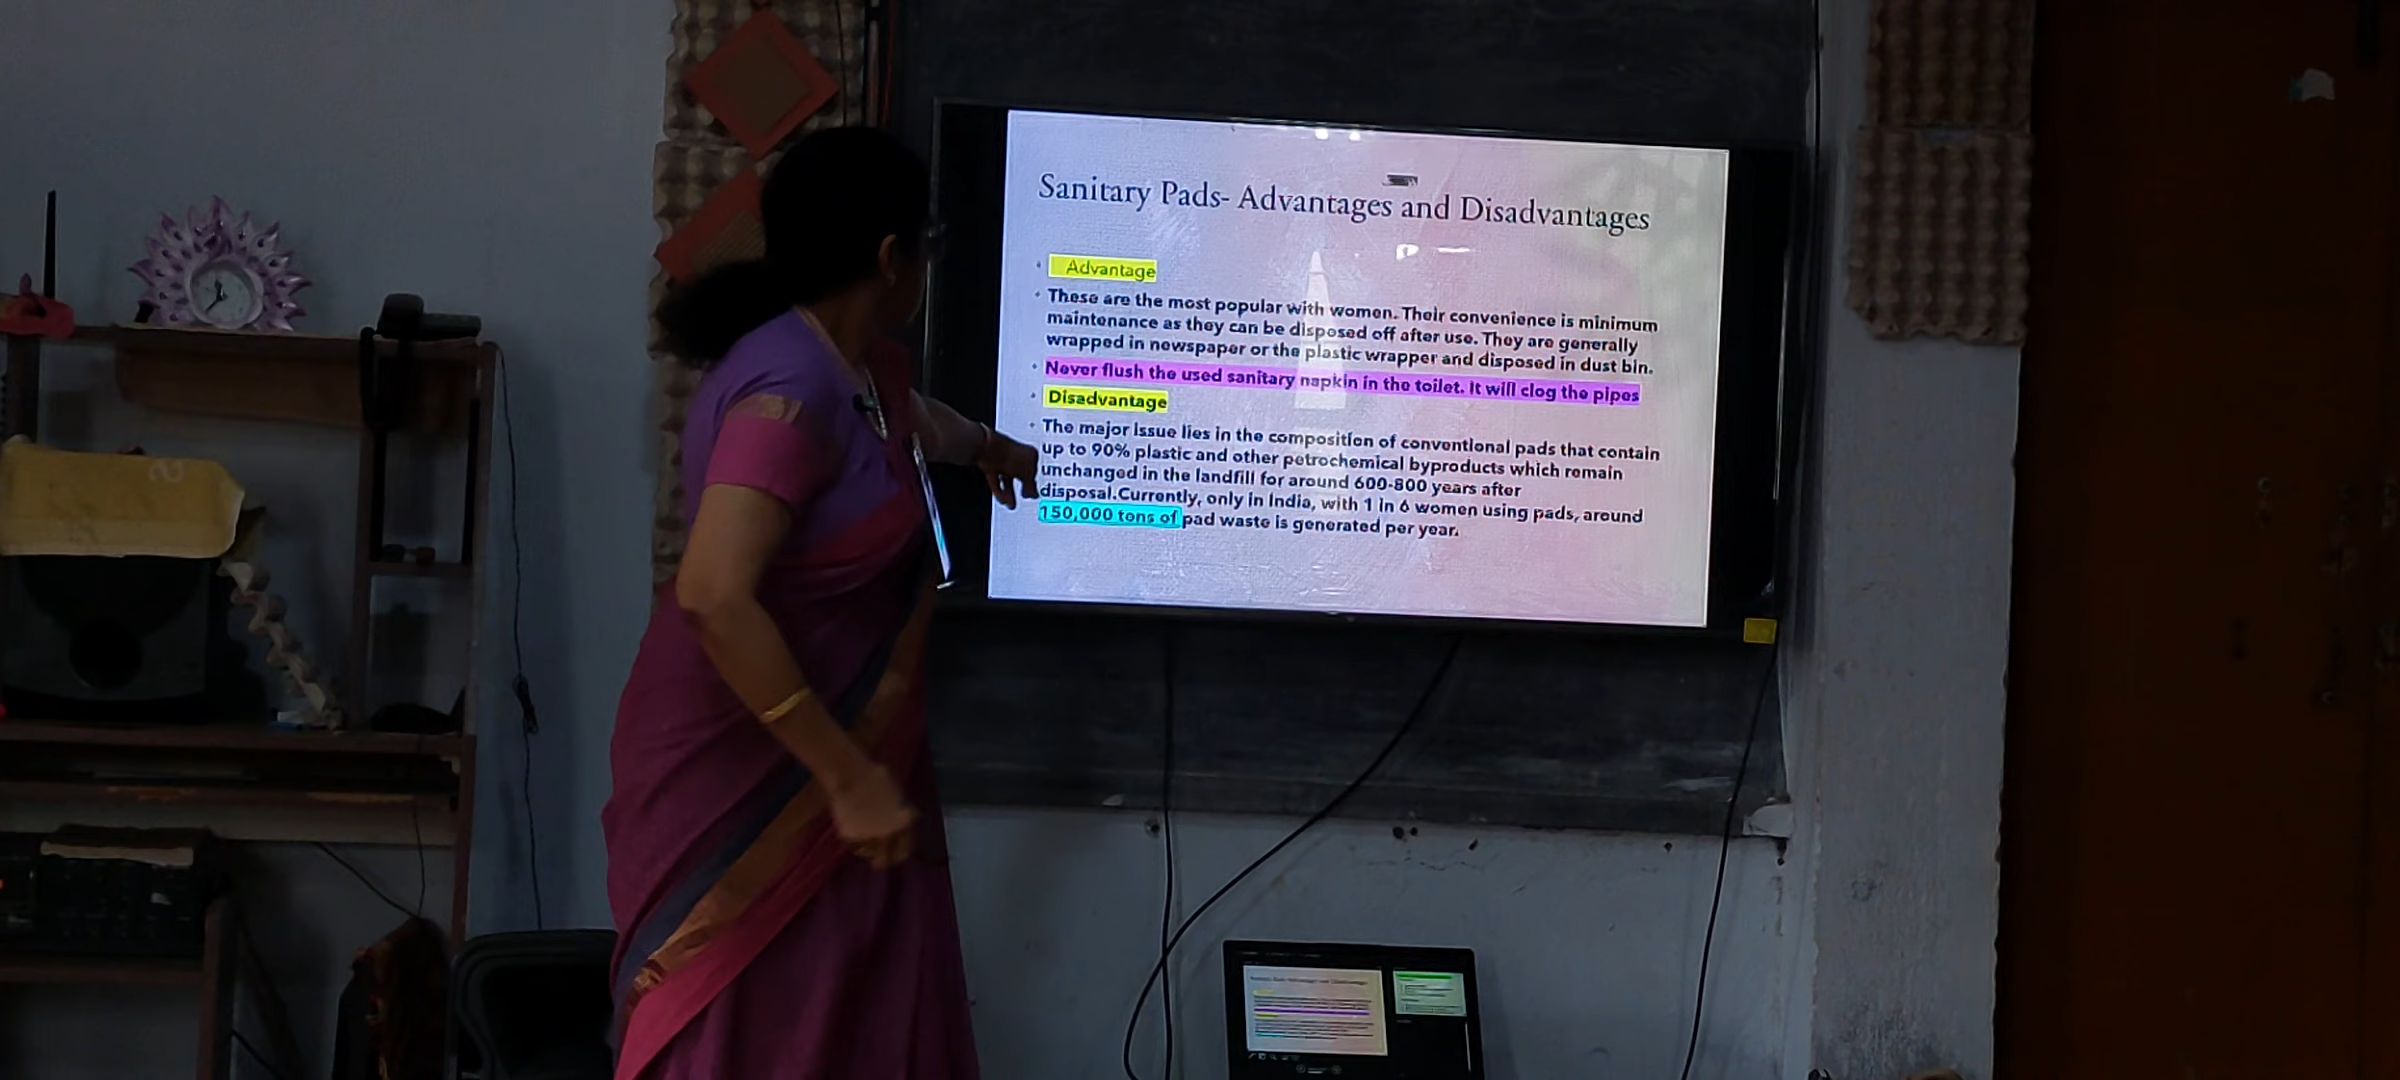 Sanitary Pads- Advantages and Disadvantages
Advantage
These are the most popular with women. Their convenience is minimum
maintenance as they can be disposed off after use. They are generally
wrapped in newspaper or the plastic wrapper and disposed in dust bin.
Never flush the used sanitary napkin in the toilet. It will clog the pipes
Disadvantage
The major issue lies in the composition of conventional pads that contain
up to 90% plastic and other petrochemical byproducts which remain
unchanged in the landfill for around 600-800 years after
disposal.Currently, only in India, with 1 in 6 women using pads, around
150,000 tons of pad waste is generated per year.